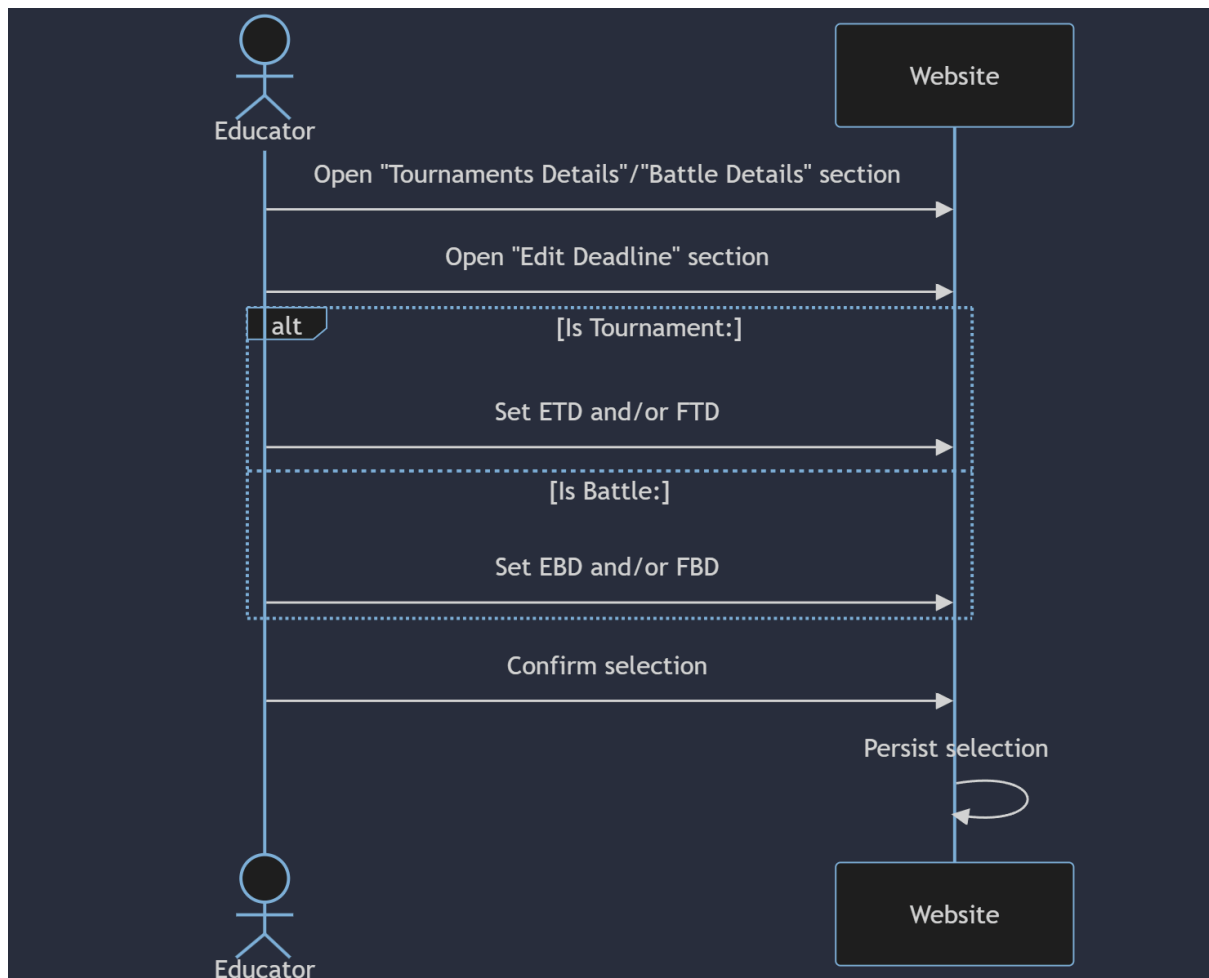 Educator
Website
Open "Tournaments Details"/"Battle Details" section
Open "Edit Deadline" section
alt
[Is Tournament:]
Set ETD and/or FTD
[Is Battle:]
Set EBD and/or FBD
Confirm selection
Persist selection
Website
Educator